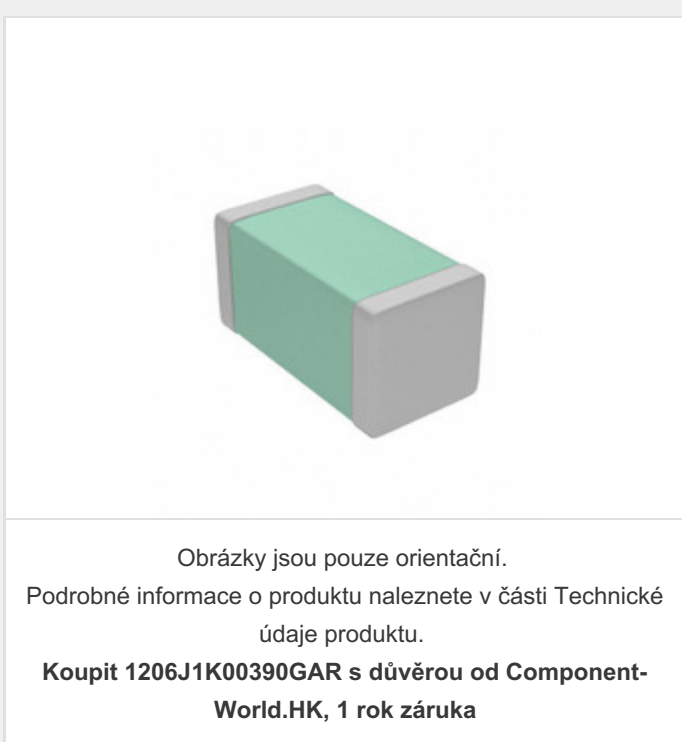 Obrázky jsou pouze orientační.
Podrobné informace o produktu naleznete v části Technické
údaje produktu.
Koupit 1206J1K00390GAR s důvěrou od Component-
World.HK, 1 rok záruka